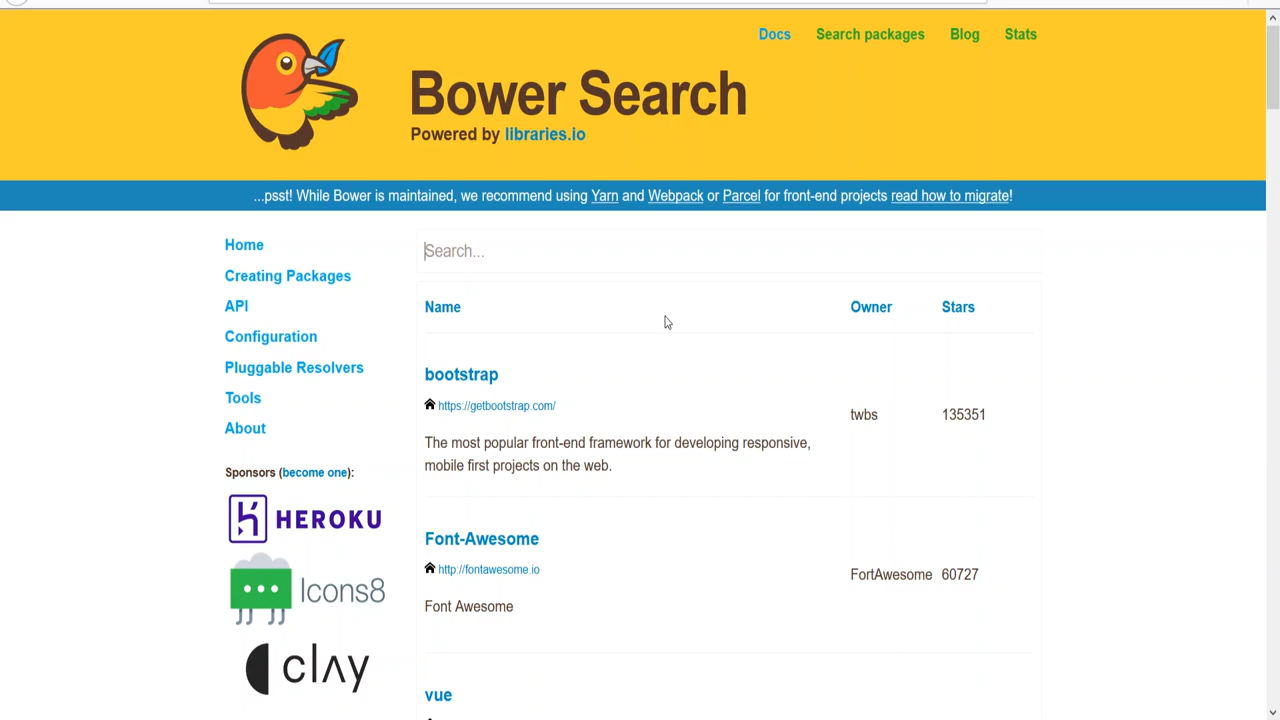 Docs Search packages Blog Stats
Bower Search
Powered by libraries.io
...psst! While Bower is maintained, we recommend using Yarn and Webpack or Parcel for front-end projects read how to migrate!
Home
Creating Packages
API
Configuration
Pluggable Resolvers
Tools
About
Sponsors (become one):
HEROKU
Icons8
clay
Search...
Name Owner Stars
bootstrap
https://getbootstrap.com/
The most popular front-end framework for developing responsive,
mobile first projects on the web.
twbs 135351
Font-Awesome
http://fontawesome.io
Font Awesome
FortAwesome 60727
vue